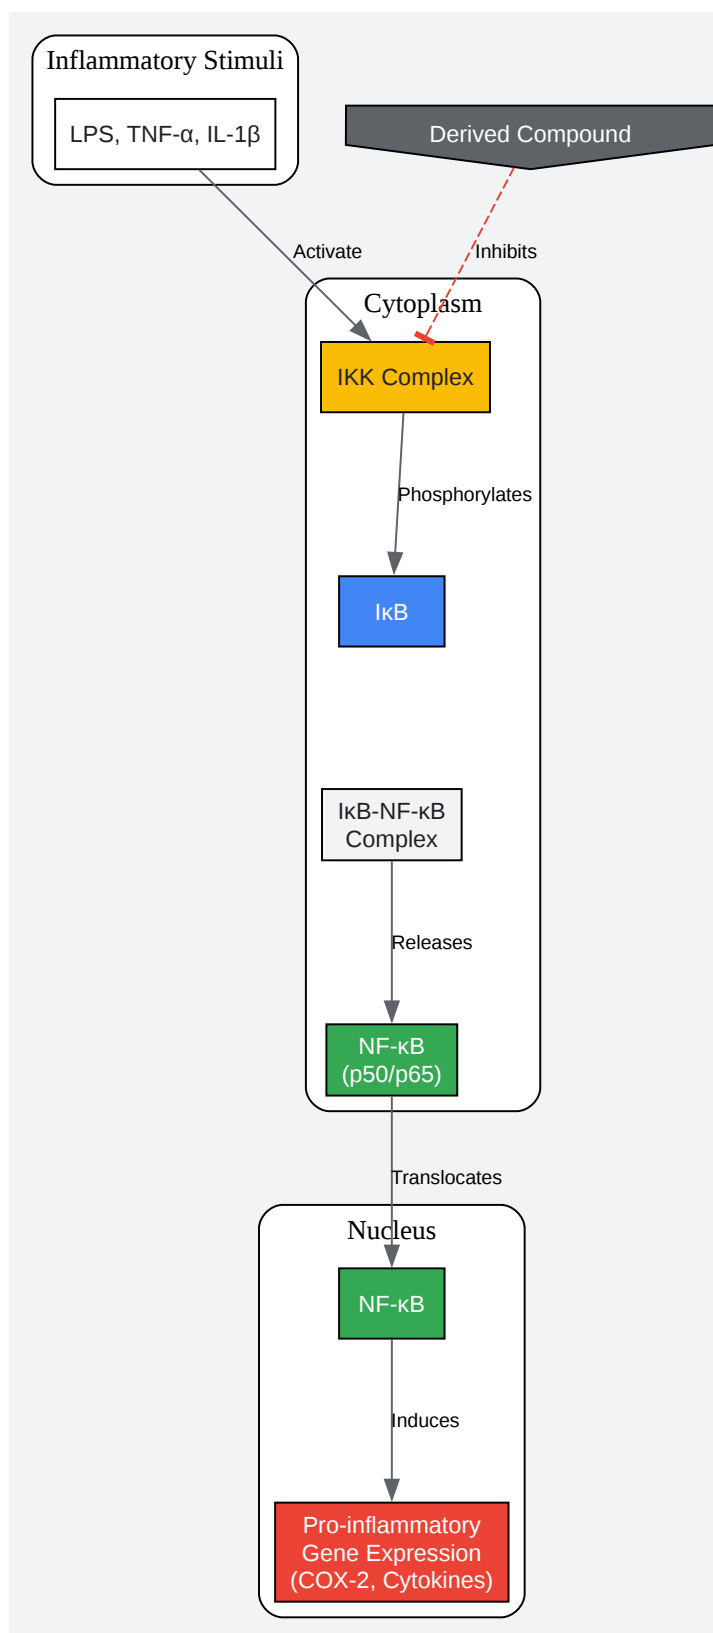 Inflammatory Stimuli
LPS, TNF-α, IL-1β
Derived Compound
Activate
Inhibits
Cytoplasm
IKK Complex
Phosphorylates
IκB
IκB-NF-κB
Complex
Releases
NF-κB
(p50/p65)
Translocates
Nucleus
NF-κB
Induces
Pro-inflammatory
Gene Expression
(COX-2, Cytokines)